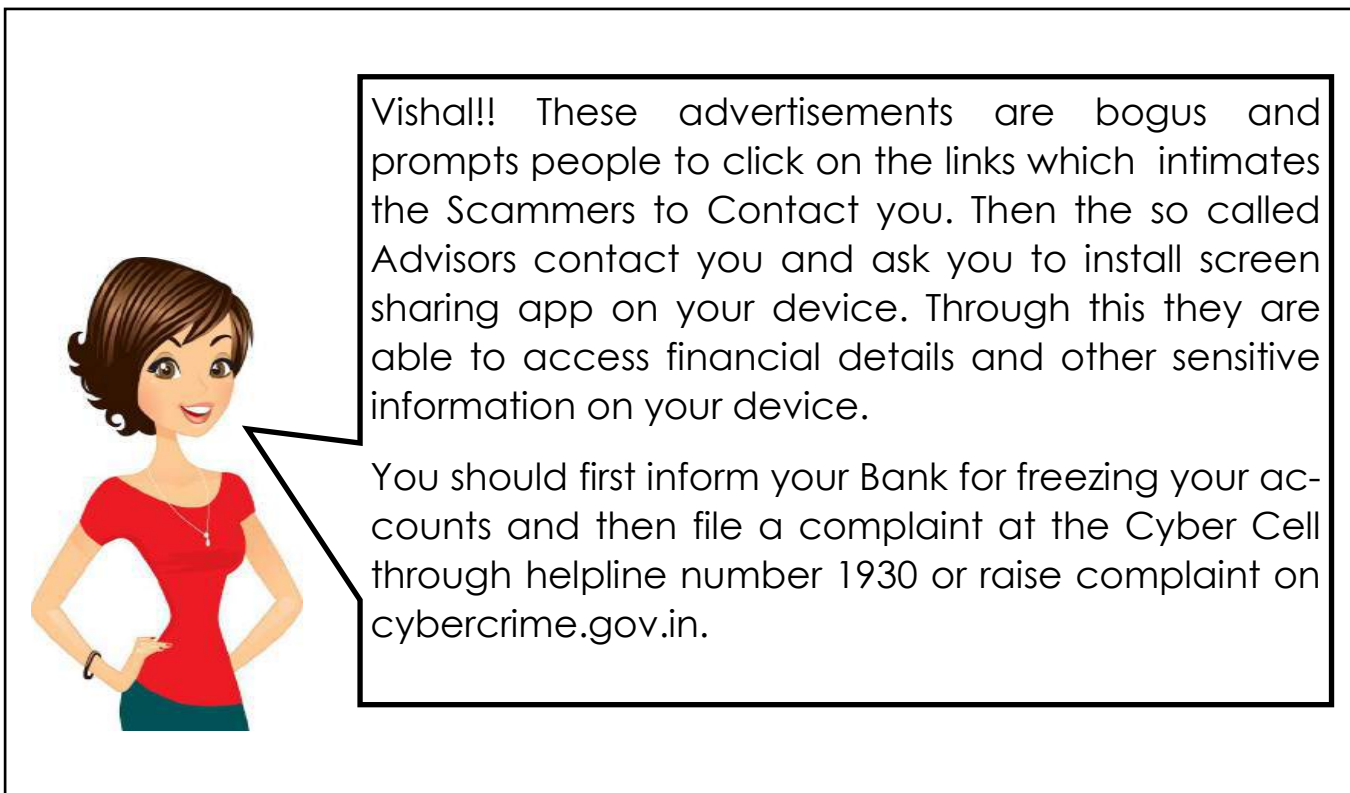 Vishal!! These advertisements are bogus and
prompts people to click on the links which intimates
the Scammers to Contact you. Then the so called
Advisors contact you and ask you to install screen
sharing app on your device. Through this they are
able to access financial details and other sensitive
information on your device.
You should first inform your Bank for freezing your ac-
counts and then file a complaint at the Cyber Cell
through helpline number 1930 or raise complaint on
cybercrime.gov.in.